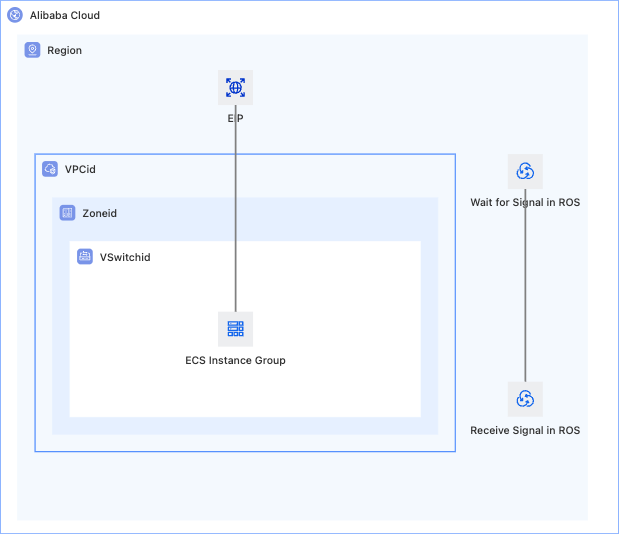 Alibaba Cloud
Region
EIP
VPCid
Zoneid
VSwitchid
ECS Instance Group
Wait for Signal in ROS
Receive Signal in ROS